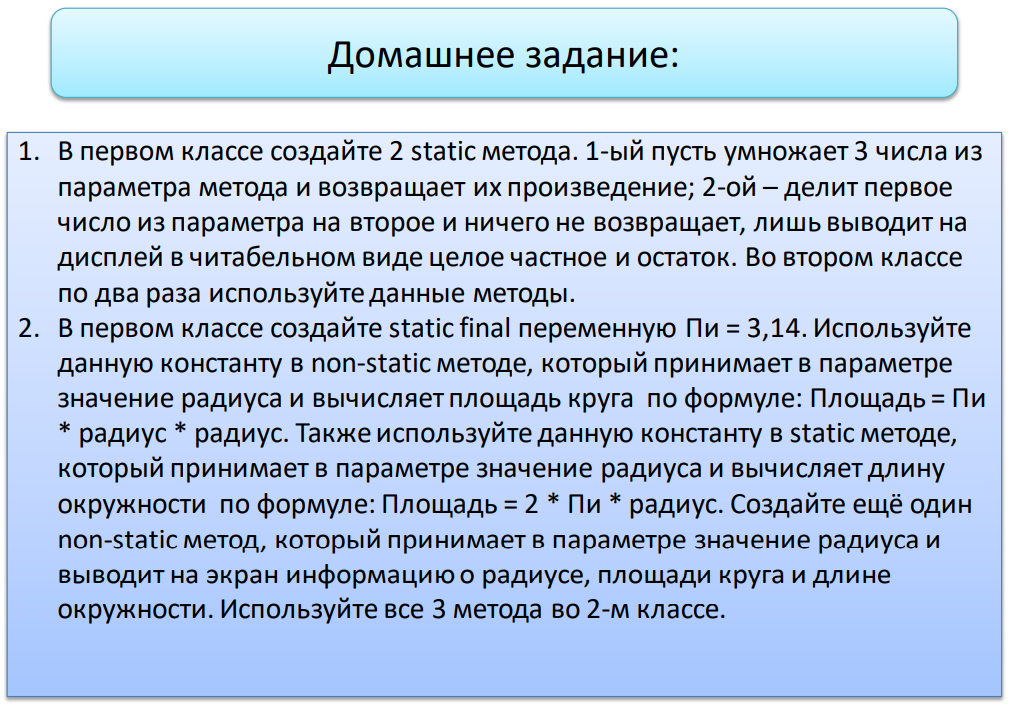 Домашнее задание:
1. В первом классе создайте 2 static метода. 1-ый пусть умножает 3 числа из
параметра метода и возвращает их произведение; 2-ой – делит первое
число из параметра на второе и ничего не возвращает, лишь выводит на
дисплей в читабельном виде целое частное и остаток. Во втором классе
по два раза используйте данные методы.
2. В первом классе создайте static final переменную Пи = 3,14. Используйте
данную константу в non-static методе, который принимает в параметре
значение радиуса и вычисляет площадь круга по формуле: Площадь = Пи
* радиус * радиус. Также используйте данную константу в static методе,
который принимает в параметре значение радиуса и вычисляет длину
окружности по формуле: Площадь = 2 * Пи * радиус. Создайте ещё один
non-static метод, который принимает в параметре значение радиуса и
выводит на экран информацию о радиусе, площади круга и длине
окружности. Используйте все 3 метода во 2-м классе.